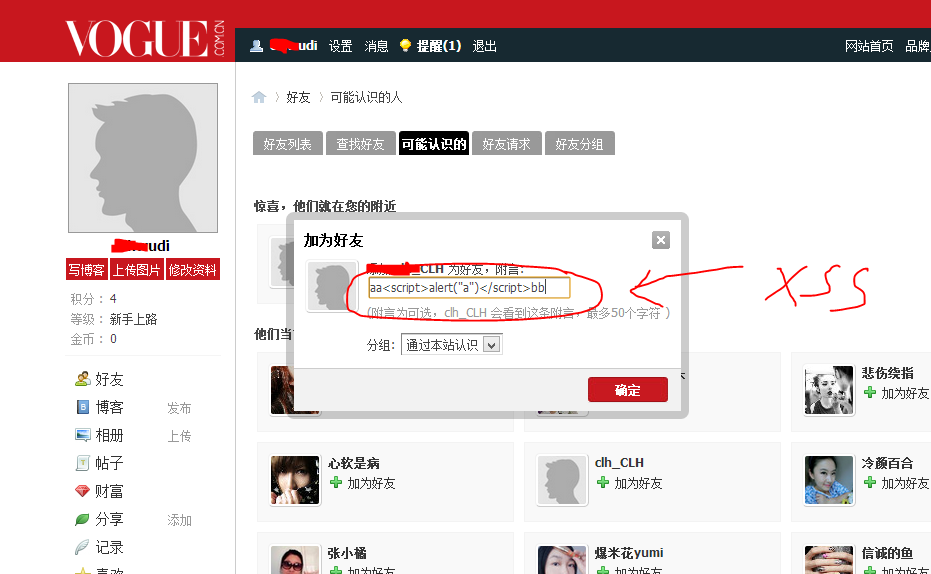 VOGUE.COM.CN
udi 设置 消息 提醒(1) 退出
网站首页 品牌
好友 可能认识的人
好友列表 查找好友 可能认识的 好友请求 好友分组
惊喜，他们就在您的附近
udi
写博客 上传图片 修改资料
积分： 4
等级： 新手上路
金币： 0
好友
博客 发布
相册 上传
帖子
财富
分享 添加
记录
喜欢
加为好友
_CLH 为好友，附言：
aa<script>alert("a")</script>bb
(附言为可选，clh_CLH 会看到这条附言，最多50个字符 )
分组： 通过本站认识
确定
XSS
他们当
悲伤绕指
加为好友
心软是病
加为好友
clh_CLH
加为好友
冷颜百合
加为好友
张小橘
加为好友
爆米花yumi
加为好友
信诚的鱼
加为好友